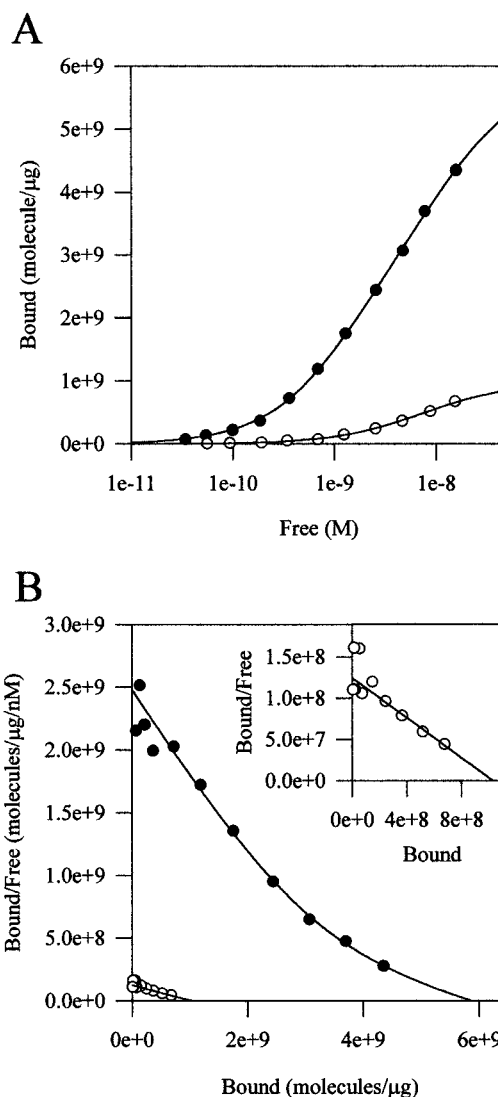 A
6e+9
5e+9
4e+9
3e+9
2e+9
1e+9
0e+0
Bound (molecule/μg)
1e-11 1e-10 1e-9 1e-8
Free (M)
B
3.0e+9
2.5e+9
2.0e+9
1.5e+9
1.0e+9
5.0e+8
0.0e+0
Bound/Free (molecules/μg/nM)
0e+0 2e+9 4e+9 6e+9
Bound (molecules/μg)
1.5e+8
1.0e+8
5.0e+7
0.0e+0
Bound/Free
0e+0 4e+8 8e+8
Bound